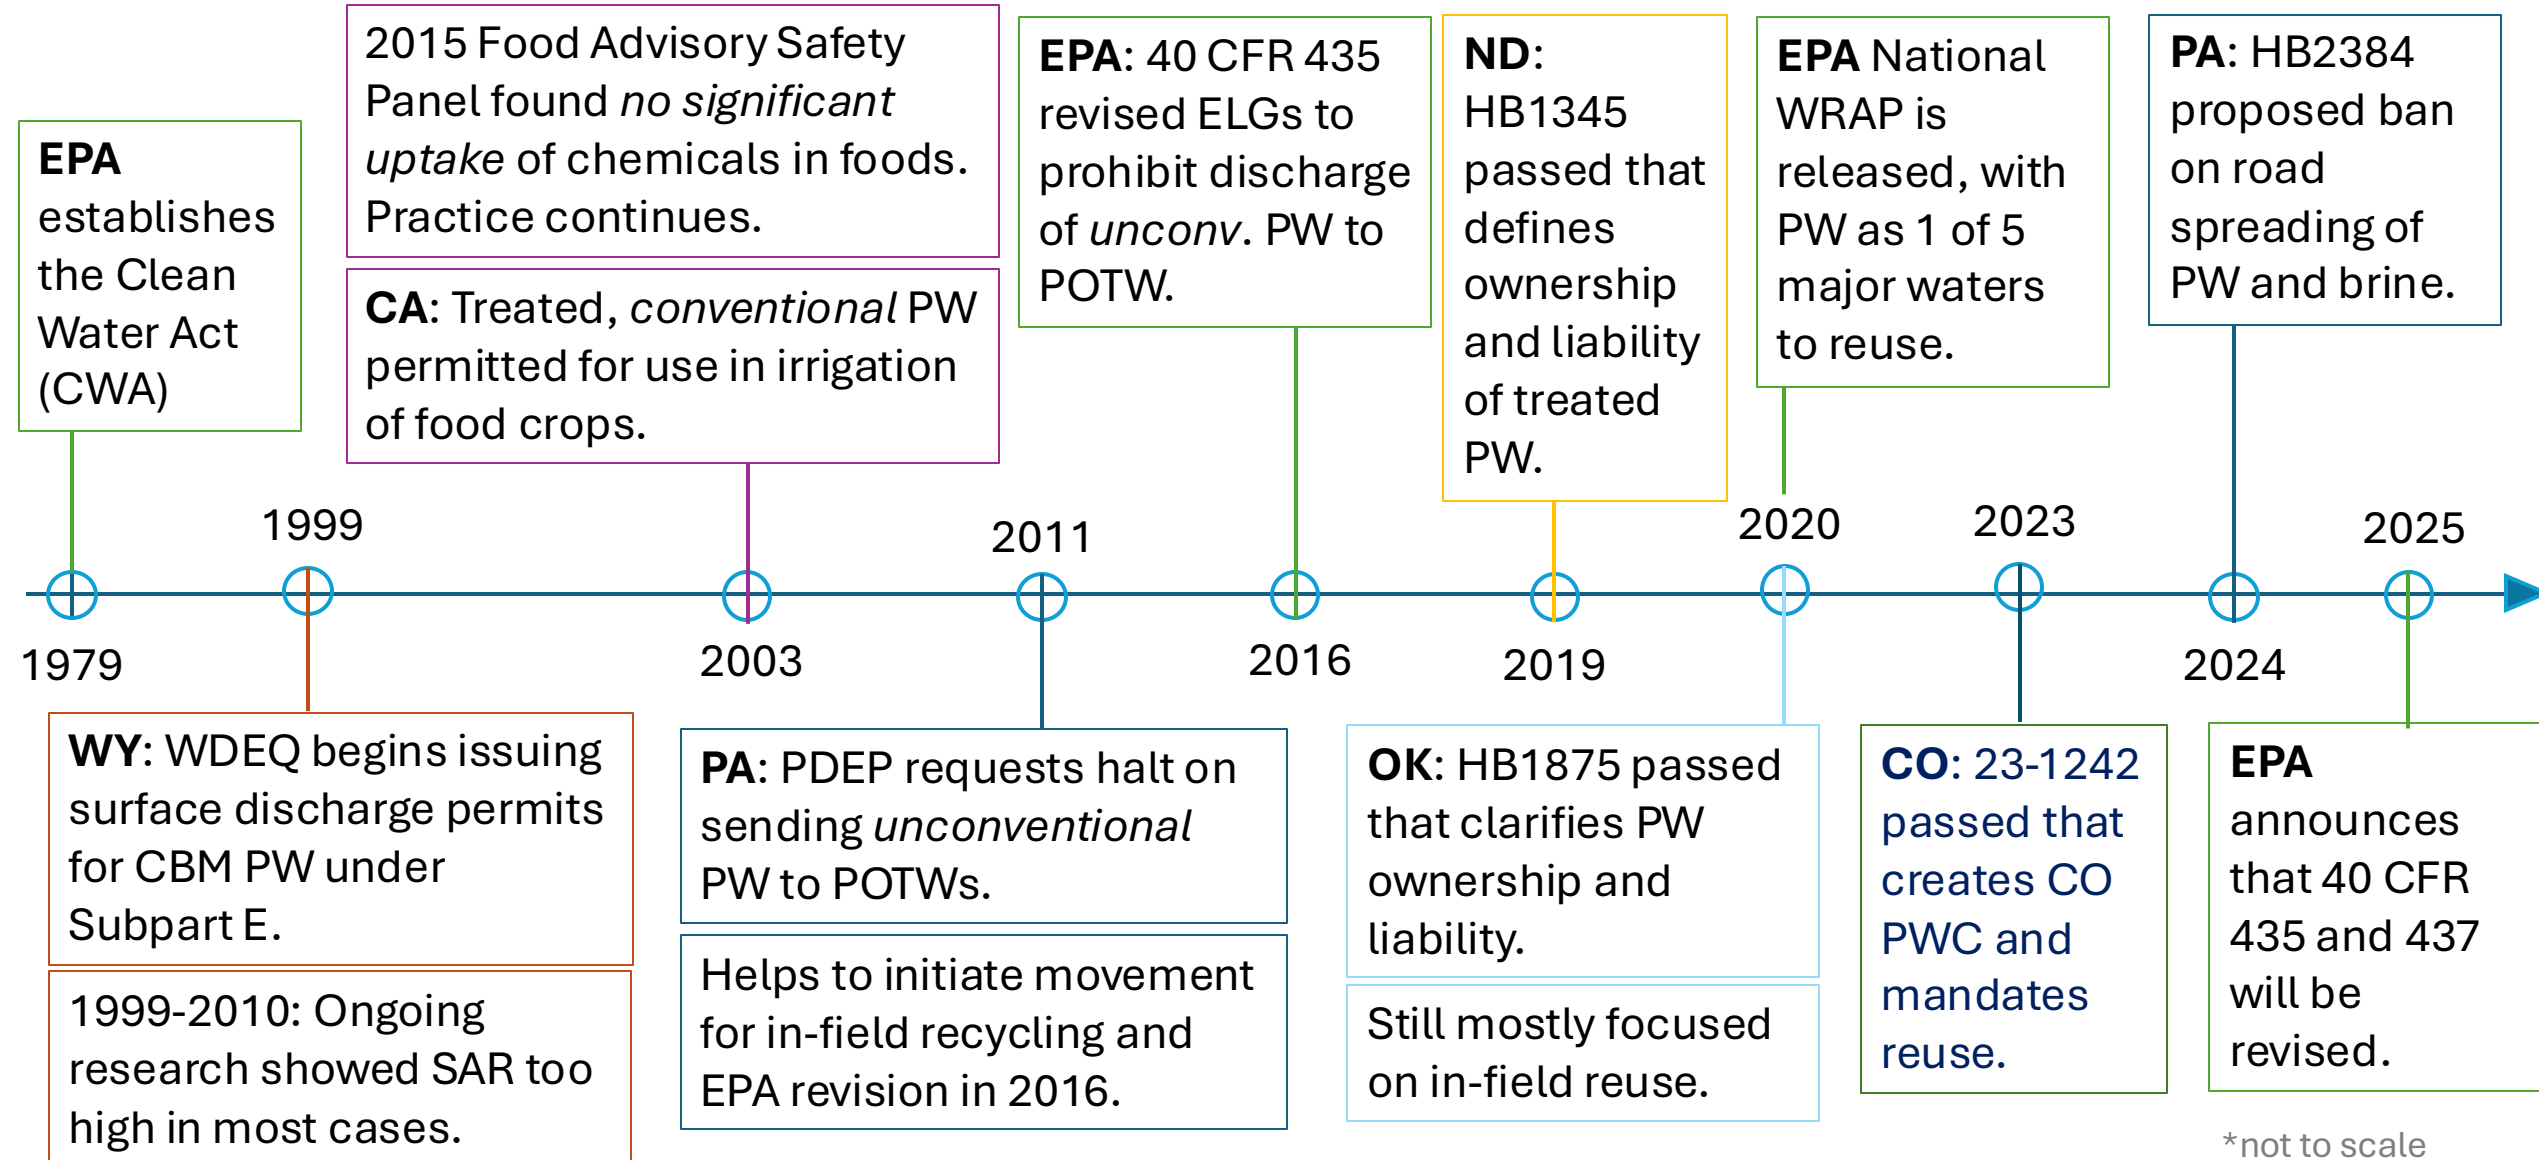 EPA
establishes
the Clean
Water Act
(CWA)
2015 Food Advisory Safety
Panel found no significant
uptake of chemicals in foods.
Practice continues.
CA: Treated, conventional PW
permitted for use in irrigation
of food crops.
EPA: 40 CFR 435
revised ELGs to
prohibit discharge
of unconv. PW to
POTW.
ND:
HB1345
passed that
defines
ownership
and liability
of treated
PW.
EPA National
WRAP is
released, with
PW as 1 of 5
major waters
to reuse.
PA: HB2384
proposed ban
on road
spreading of
PW and brine.
1979
1999
2003
2011
2016
2019
2020
2023
2024
2025
WY: WDEQ begins issuing
surface discharge permits
for CBM PW under
Subpart E.
1999-2010: Ongoing
research showed SAR too
high in most cases.
PA: PDEP requests halt on
sending unconventional
PW to POTWs.
Helps to initiate movement
for in-field recycling and
EPA revision in 2016.
OK: HB1875 passed
that clarifies PW
ownership and
liability.
Still mostly focused
on in-field reuse.
CO: 23-1242
passed that
creates CO
PWC and
mandates
reuse.
EPA
announces
that 40 CFR
435 and 437
will be
revised.
*not to scale